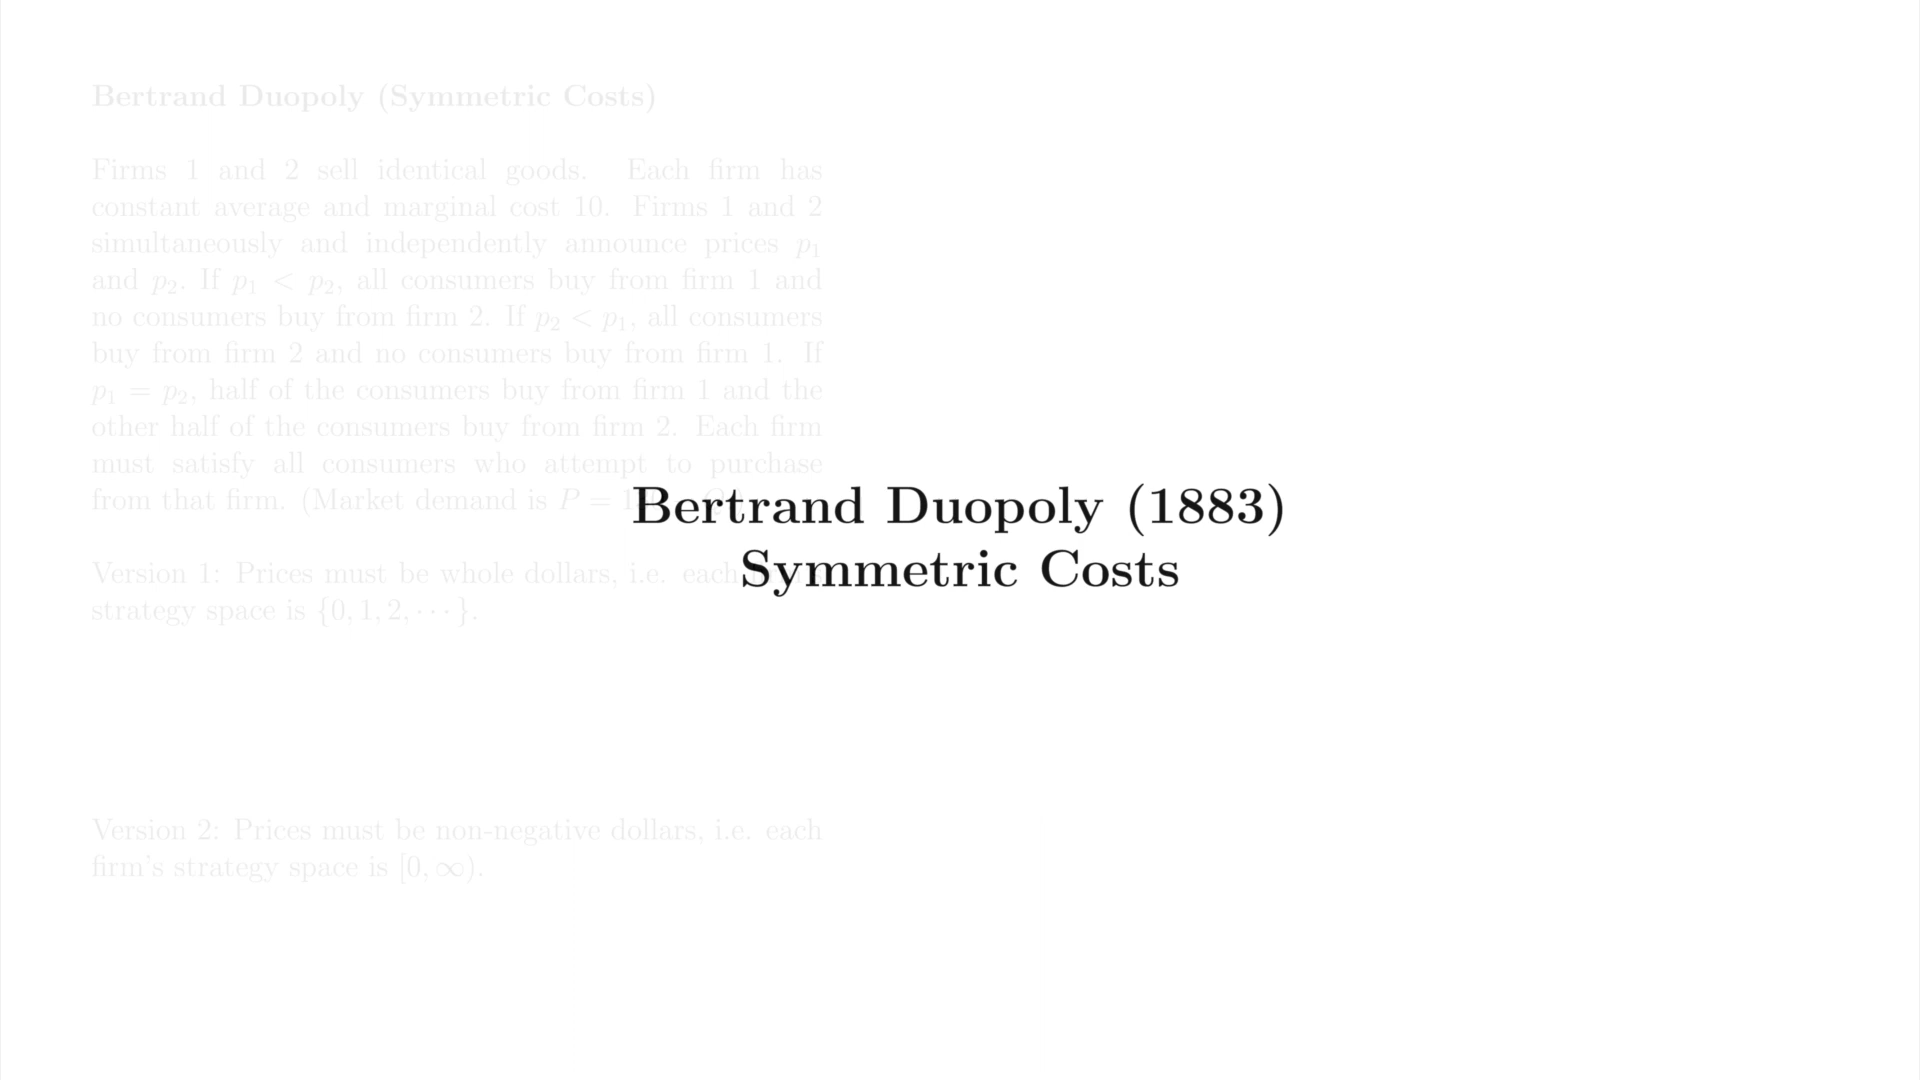 Bertrand Duopoly (Symmetric Costs)
Firms 1 and 2 sell identical goods. Each firm has
constant average and marginal cost 10. Firms 1 and 2
simultaneously and independently announce prices p₁
and p₂. If p₁ < p₂, all consumers buy from firm 1 and
no consumers buy from firm 2. If p₂ < p₁, all consumers
buy from firm 2 and no consumers buy from firm 1. If
p₁ = p₂, half of the consumers buy from firm 1 and the
other half of the consumers buy from firm 2. Each firm
must satisfy all consumers who attempt to purchase
from that firm. (Market demand is P =
Bertrand Duopoly (1883)
Symmetric Costs
Version 1: Prices must be whole dollars, i.e. each
strategy space is {0, 1, 2, ⋯}.
Version 2: Prices must be non-negative dollars, i.e. each
firm's strategy space is [0, ∞).